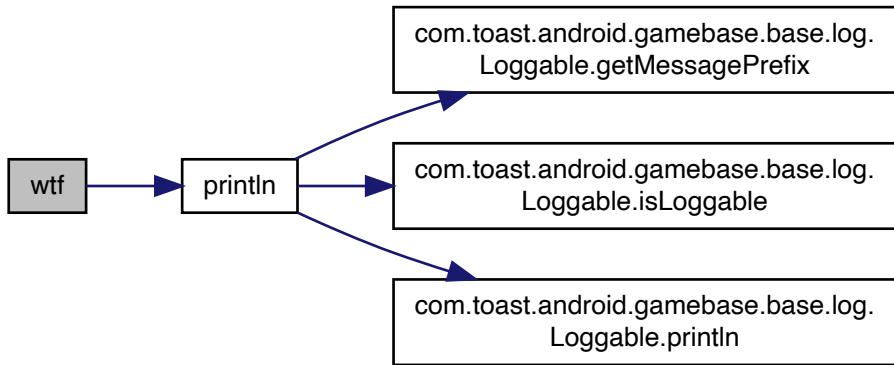 com.toast.android.gamebase.base.log.
Loggable.getMessagePrefix
wtf
println
com.toast.android.gamebase.base.log.
Loggable.isLoggable
com.toast.android.gamebase.base.log.
Loggable.println